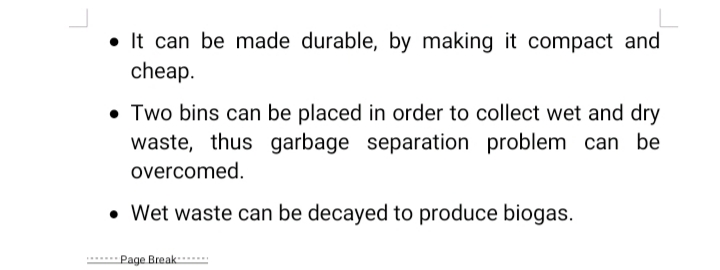 • It can be made durable, by making it compact and
cheap.
• Two bins can be placed in order to collect wet and dry
waste, thus garbage separation problem can be
overcomed.
• Wet waste can be decayed to produce biogas.
Page Break